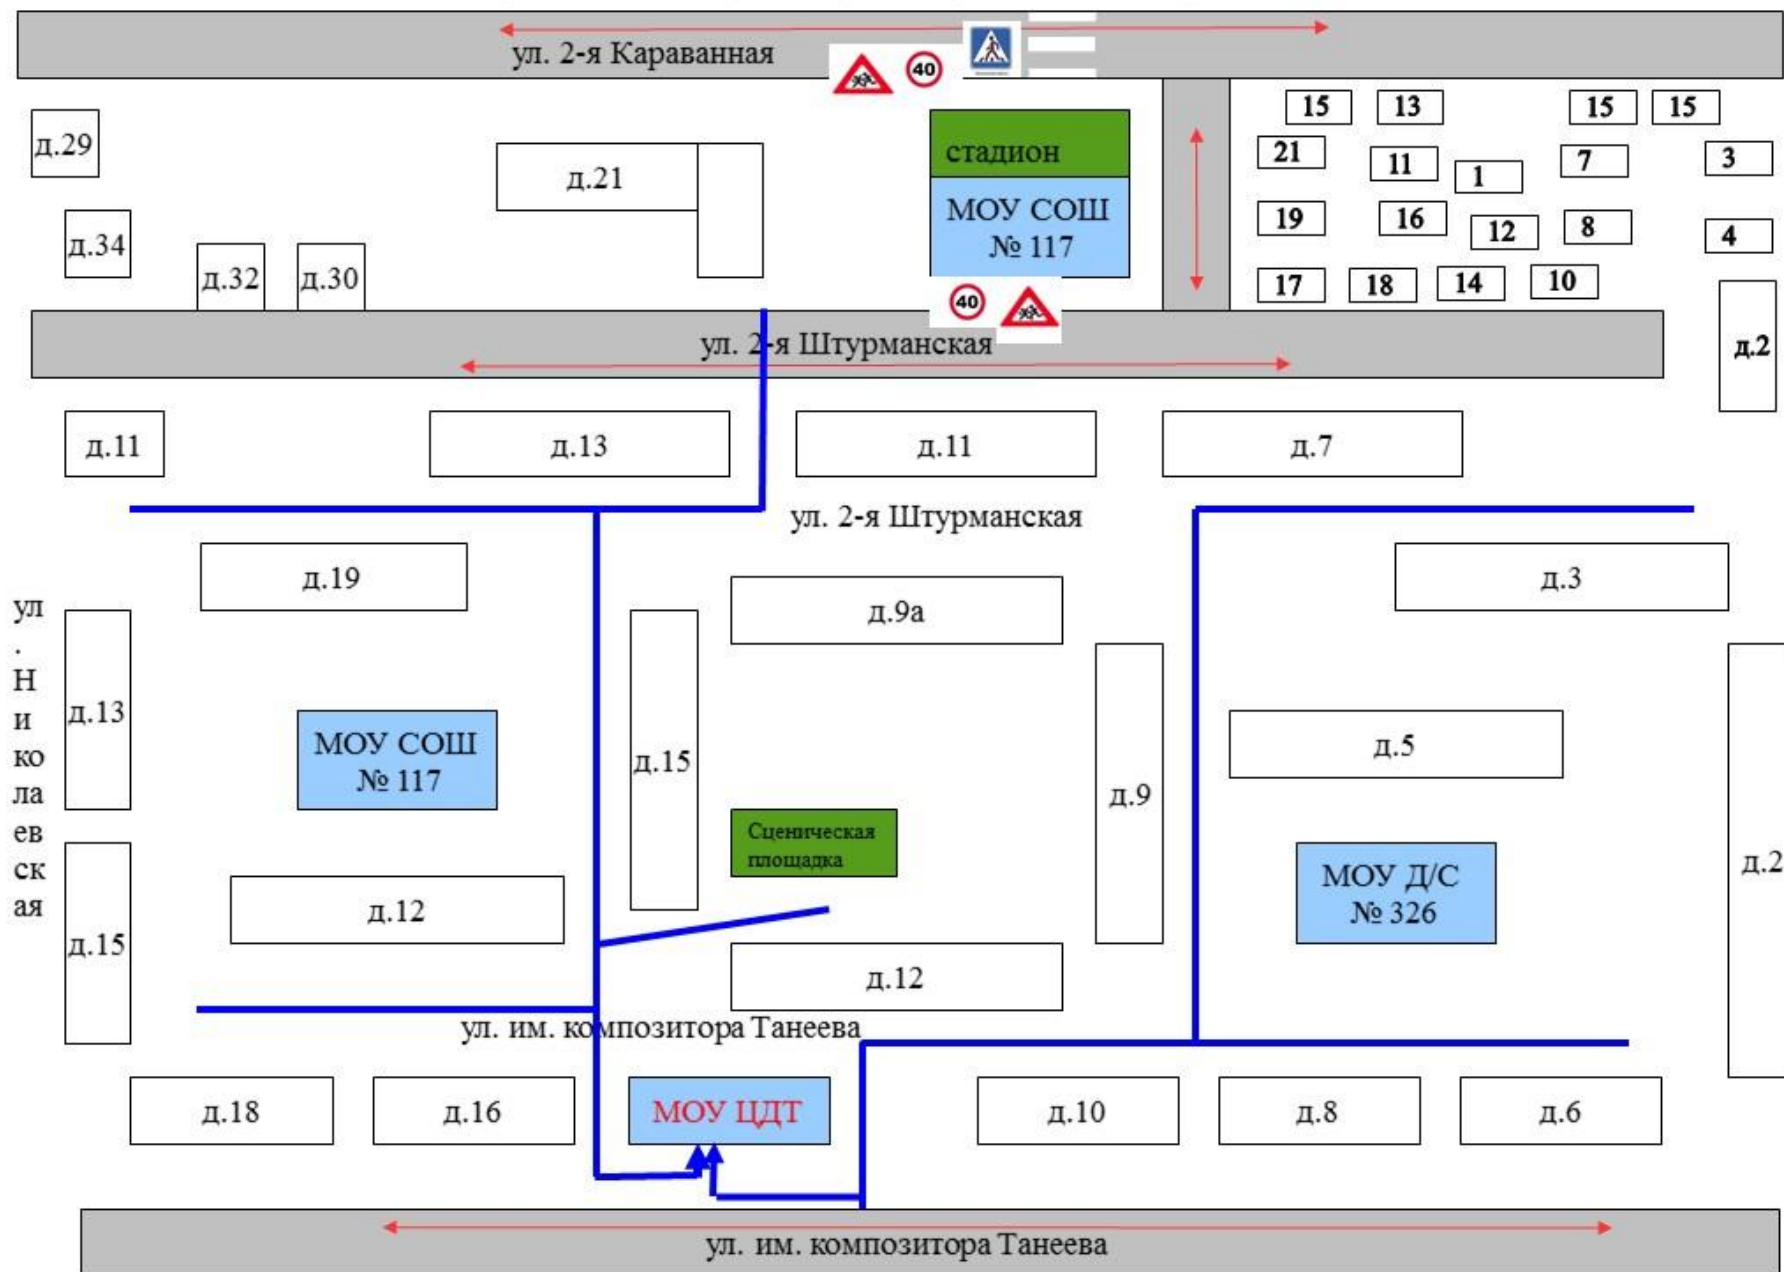 ул. 2-я Караванная
40
д.29
д.34
д.32
д.30
д.21
стадион
МОУ СОШ
№ 117
40
15
13
15
15
21
11
1
7
3
19
16
12
8
4
17
18
14
10
д.2
ул. 2-я Штурманская
д.11
д.13
д.11
д.7
ул. 2-я Штурманская
д.19
д.9а
д.3
ул
.
Н
и
ко
ла
ев
ск
ая
д.13
МОУ СОШ
№ 117
д.15
д.9
д.5
Сценическая
площадка
МОУ Д/С
№ 326
д.2
д.12
д.15
д.12
ул. им. композитора Танеева
д.18
д.16
МОУ ЦДТ
д.10
д.8
д.6
ул. им. композитора Танеева